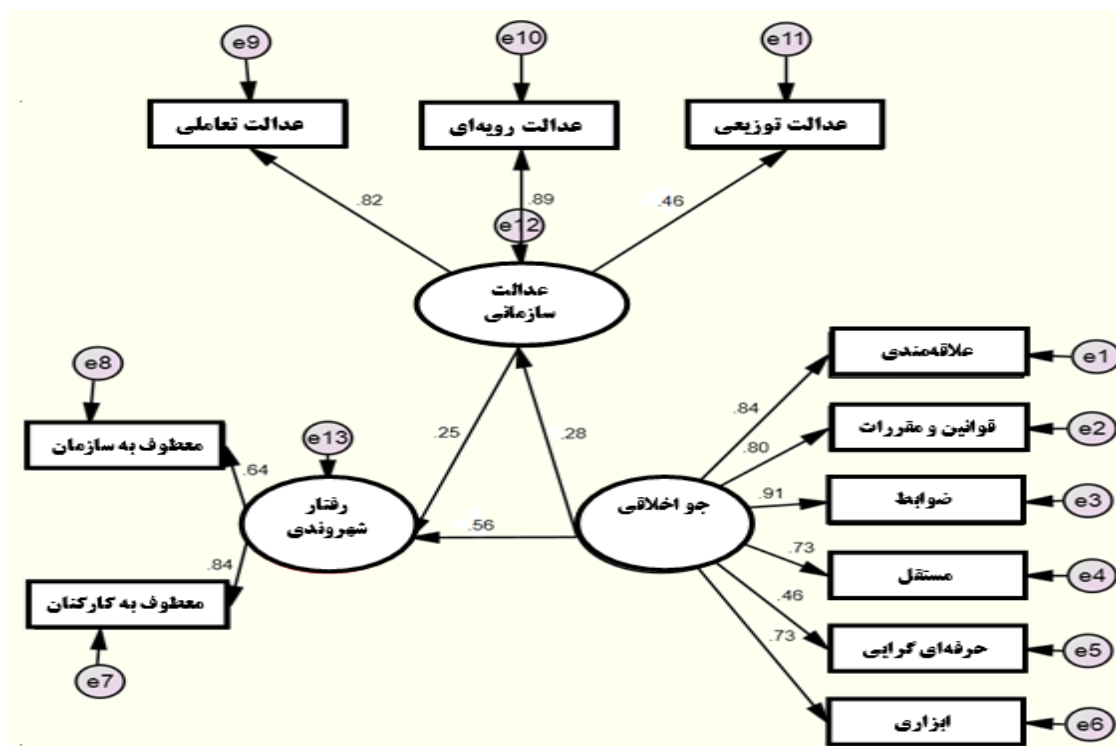 e9
e10
e11
عدالت تعاملی
عدالت رویه‌ای
عدالت توزیعی
.82
.89
.46
e12
عدالت
سازمانی
e8
معطوف به سازمان
.64
e13
رفتار
شهروندی
.84
معطوف به کارکنان
e7
.25
.28
.56
جو اخلاقی
علاقه‌مندی
e1
.84
قوانین و مقررات
e2
.80
ضوابط
e3
.91
مستقل
e4
.73
حرفه‌ای گرایی
e5
.46
ابزاری
e6
.73